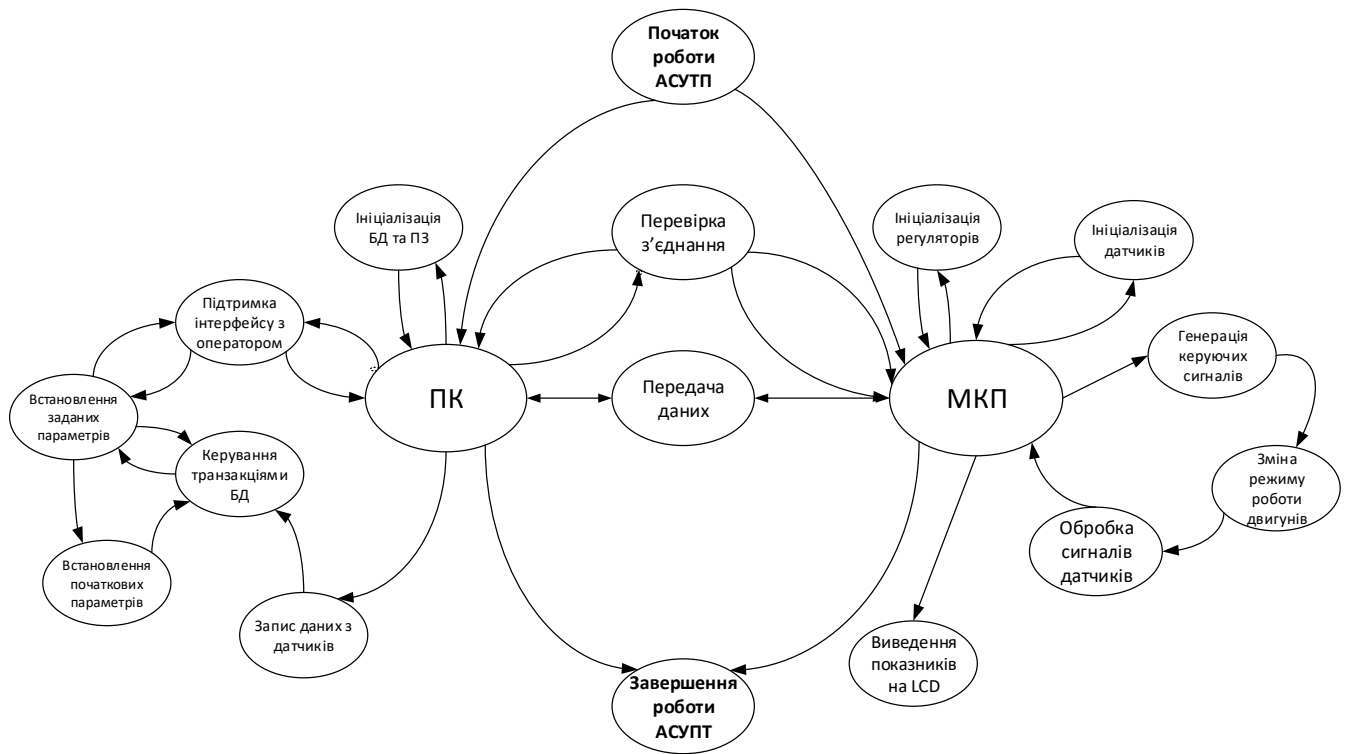 Початок
роботи
АСУТП
Ініціалізація
БД та ПЗ
Перевірка
з’єднання
Ініціалізація
регуляторів
Ініціалізація
датчиків
Підтримка
інтерфейсу з
оператором
Генерація
керуючих
сигналів
ПК
Передача
даних
МКП
Встановлення
заданих
параметрів
Керування
транзакціями
БД
Зміна
режиму
роботи
двигунів
Обробка
сигналів
датчиків
Встановлення
початкових
параметрів
Запис даних з
датчиків
Виведення
показників
на LCD
Завершення
роботи
АСУПТ